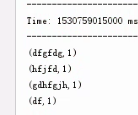 -------------------
Time: 1530759015000 ms
-------------------
(dfgfdg,1)
(hfjfd,1)
(gdhfgjh,1)
(df,1)